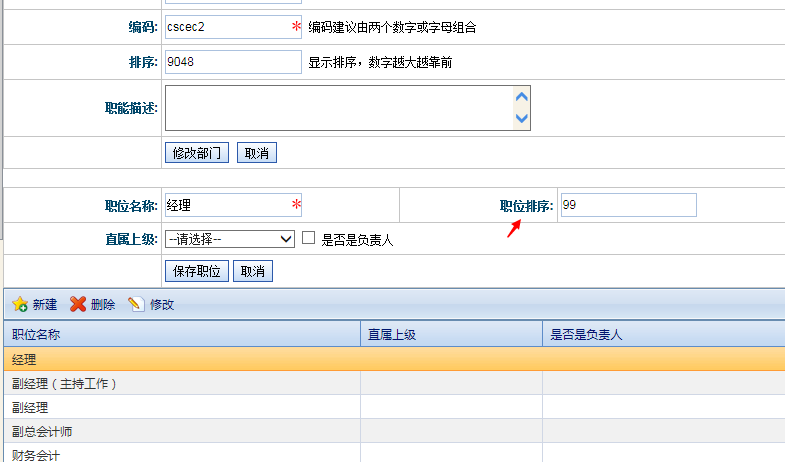 编码: cscec2 * 编码建议由两个数字或字母组合
排序: 9048 显示排序，数字越大越靠前
职能描述:
修改部门 取消
职位名称: 经理 * 职位排序: 99
直属上级: --请选择-- 是否是负责人
保存职位 取消
新建 删除 修改
职位名称 直属上级 是否是负责人
经理
副经理（主持工作）
副经理
副总会计师
财务会计